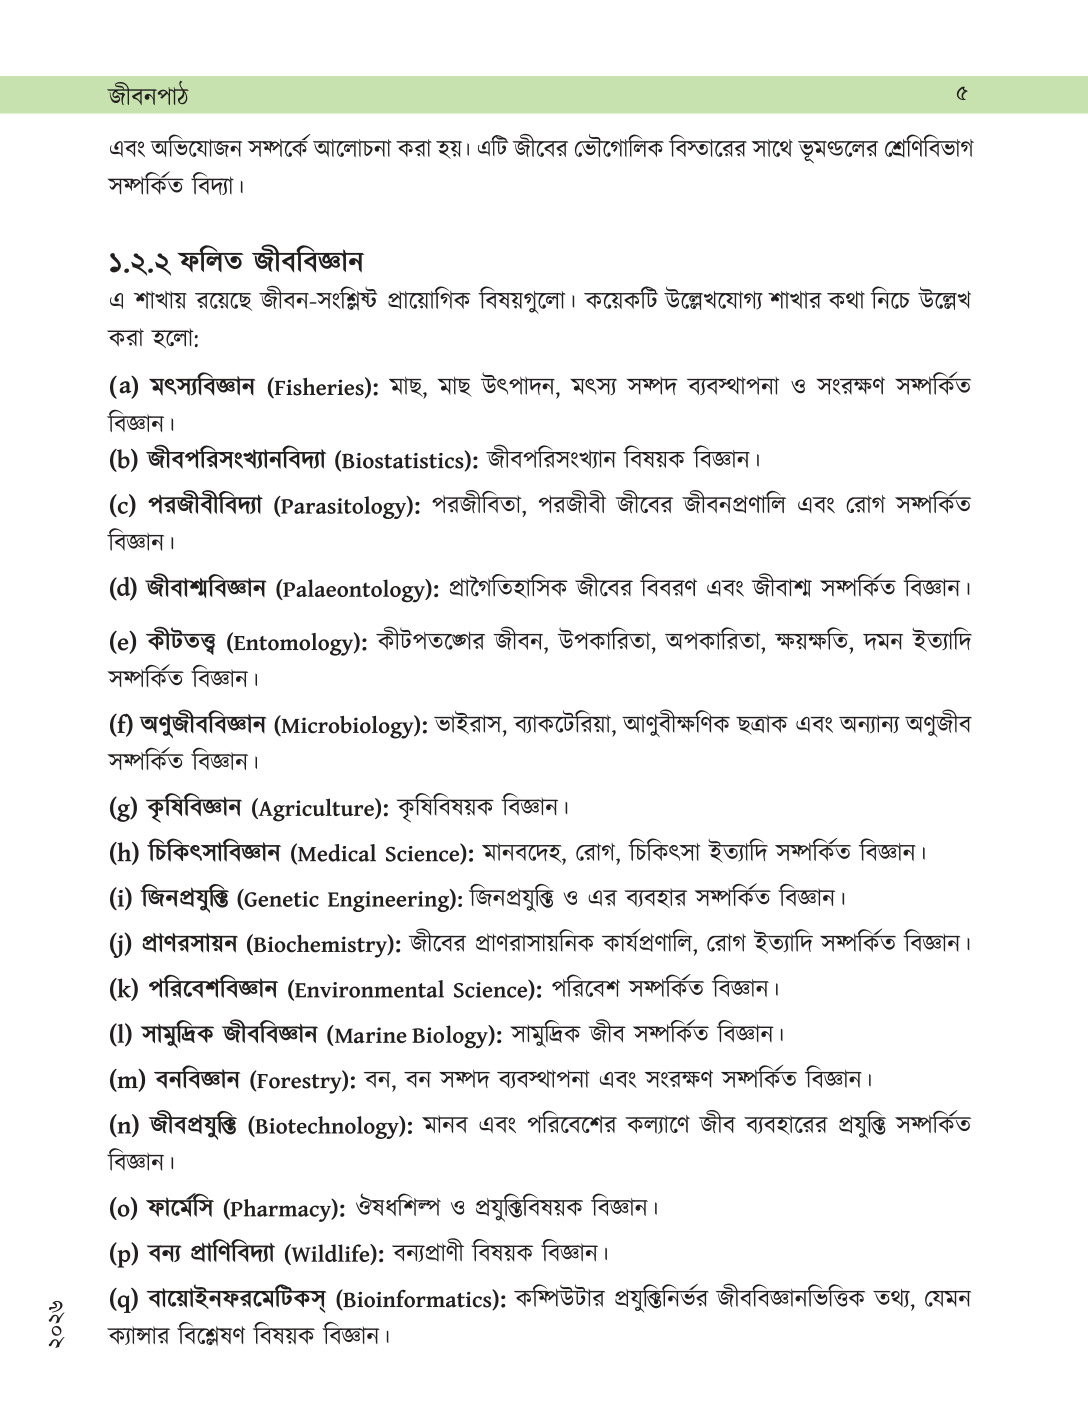 জীবনপাঠ ৫
এবং অভিযোজন সম্পর্কে আলোচনা করা হয়। এটি জীবের ভৌগোলিক বিস্তারের সাথে ভূমণ্ডলের শ্রেণিবিভাগ
সম্পর্কিত বিদ্যা।
১.২.২ ফলিত জীববিজ্ঞান
এ শাখায় রয়েছে জীবন-সংশ্লিষ্ট প্রায়োগিক বিষয়গুলো। কয়েকটি উল্লেখযোগ্য শাখার কথা নিচে উল্লেখ
করা হলো:
(a) মৎস্যবিজ্ঞান (Fisheries): মাছ, মাছ উৎপাদন, মৎস্য সম্পদ ব্যবস্থাপনা ও সংরক্ষণ সম্পর্কিত
বিজ্ঞান।
(b) জীবপরিসংখ্যানবিদ্যা (Biostatistics): জীবপরিসংখ্যান বিষয়ক বিজ্ঞান।
(c) পরজীবীবিদ্যা (Parasitology): পরজীবিতা, পরজীবী জীবের জীবনপ্রণালি এবং রোগ সম্পর্কিত
বিজ্ঞান।
(d) জীবাশ্মবিজ্ঞান (Palaeontology): প্রাগৈতিহাসিক জীবের বিবরণ এবং জীবাশ্ম সম্পর্কিত বিজ্ঞান।
(e) কীটতত্ত্ব (Entomology): কীটপতঙ্গের জীবন, উপকারিতা, অপকারিতা, ক্ষয়ক্ষতি, দমন ইত্যাদি
সম্পর্কিত বিজ্ঞান।
(f) অণুজীববিজ্ঞান (Microbiology): ভাইরাস, ব্যাকটেরিয়া, আণুবীক্ষণিক ছত্রাক এবং অন্যান্য অণুজীব
সম্পর্কিত বিজ্ঞান।
(g) কৃষিবিজ্ঞান (Agriculture): কৃষিবিষয়ক বিজ্ঞান।
(h) চিকিৎসাবিজ্ঞান (Medical Science): মানবদেহ, রোগ, চিকিৎসা ইত্যাদি সম্পর্কিত বিজ্ঞান।
(i) জিনপ্রযুক্তি (Genetic Engineering): জিনপ্রযুক্তি ও এর ব্যবহার সম্পর্কিত বিজ্ঞান।
(j) প্রাণরসায়ন (Biochemistry): জীবের প্রাণরাসায়নিক কার্যপ্রণালি, রোগ ইত্যাদি সম্পর্কিত বিজ্ঞান।
(k) পরিবেশবিজ্ঞান (Environmental Science): পরিবেশ সম্পর্কিত বিজ্ঞান।
(l) সামুদ্রিক জীববিজ্ঞান (Marine Biology): সামুদ্রিক জীব সম্পর্কিত বিজ্ঞান।
(m) বনবিজ্ঞান (Forestry): বন, বন সম্পদ ব্যবস্থাপনা এবং সংরক্ষণ সম্পর্কিত বিজ্ঞান।
(n) জীবপ্রযুক্তি (Biotechnology): মানব এবং পরিবেশের কল্যাণে জীব ব্যবহারের প্রযুক্তি সম্পর্কিত
বিজ্ঞান।
(o) ফার্মেসি (Pharmacy): ঔষধশিল্প ও প্রযুক্তিবিষয়ক বিজ্ঞান।
(p) বন্য প্রাণিবিদ্যা (Wildlife): বন্যপ্রাণী বিষয়ক বিজ্ঞান।
(q) বায়োইনফরমেটিকস্ (Bioinformatics): কম্পিউটার প্রযুক্তিনির্ভর জীববিজ্ঞানভিত্তিক তথ্য, যেমন
ক্যান্সার বিশ্লেষণ বিষয়ক বিজ্ঞান।
২০২৬